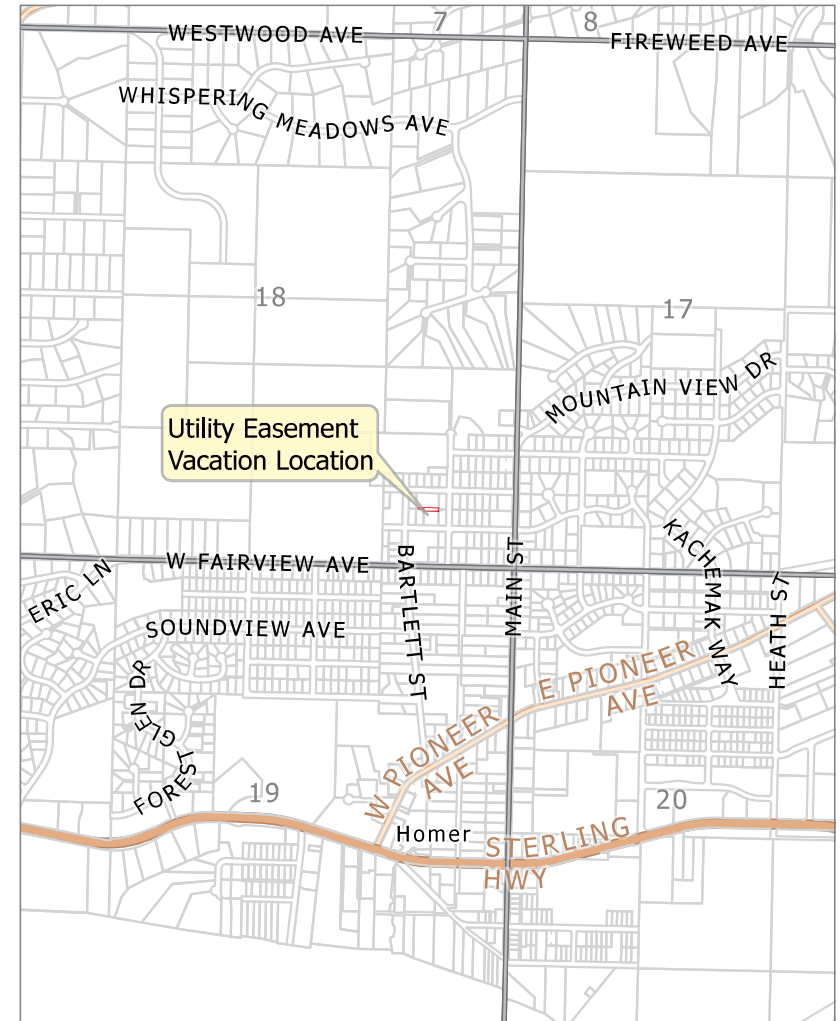 7
8
WESTWOOD AVE
FIREWEED AVE
WHISPERING MEADOWS AVE
18
17
MOUNTAIN VIEW DR
Utility Easement
Vacation Location
KACHEMAK WAY
W FAIRVIEW AVE
BARTLETT ST
MAIN ST
HEATH ST
ERIC LN
SOUNDVIEW AVE
E PIONEER
AVE
FOREST GLEN DR
W PIONEER
AVE
19
20
Homer
STERLING
HWY